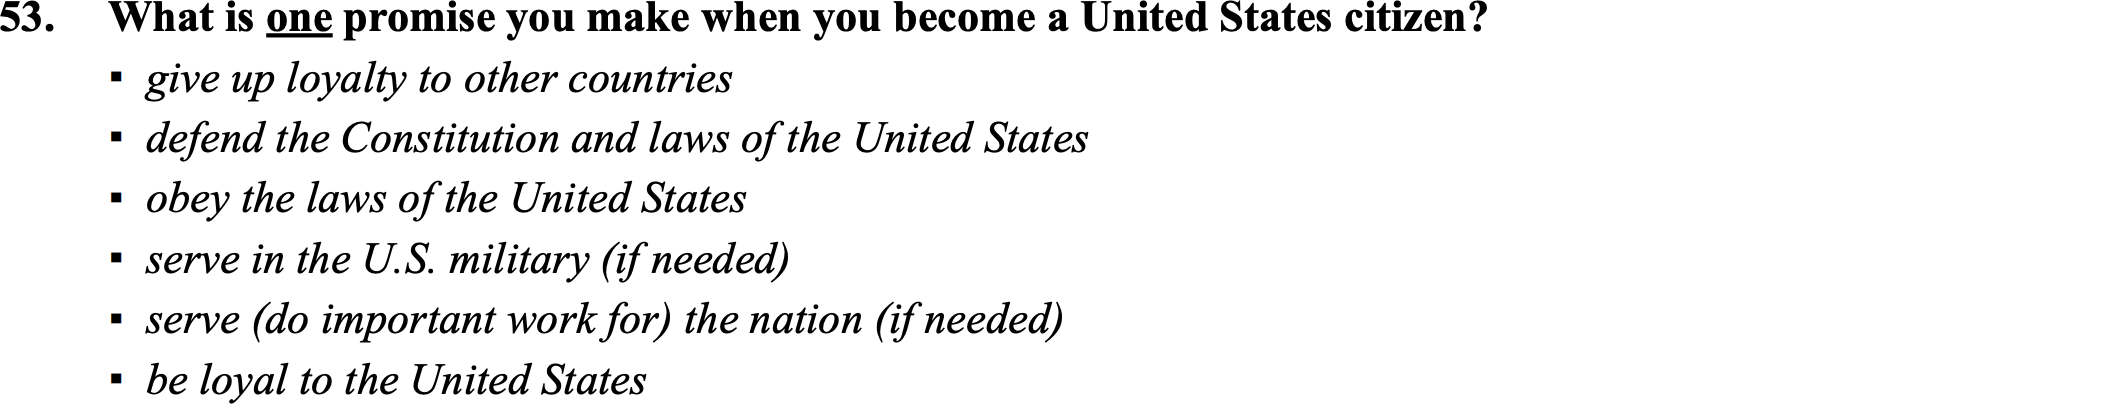 53. What is one promise you make when you become a United States citizen?
▪ give up loyalty to other countries
▪ defend the Constitution and laws of the United States
▪ obey the laws of the United States
▪ serve in the U.S. military (if needed)
▪ serve (do important work for) the nation (if needed)
▪ be loyal to the United States